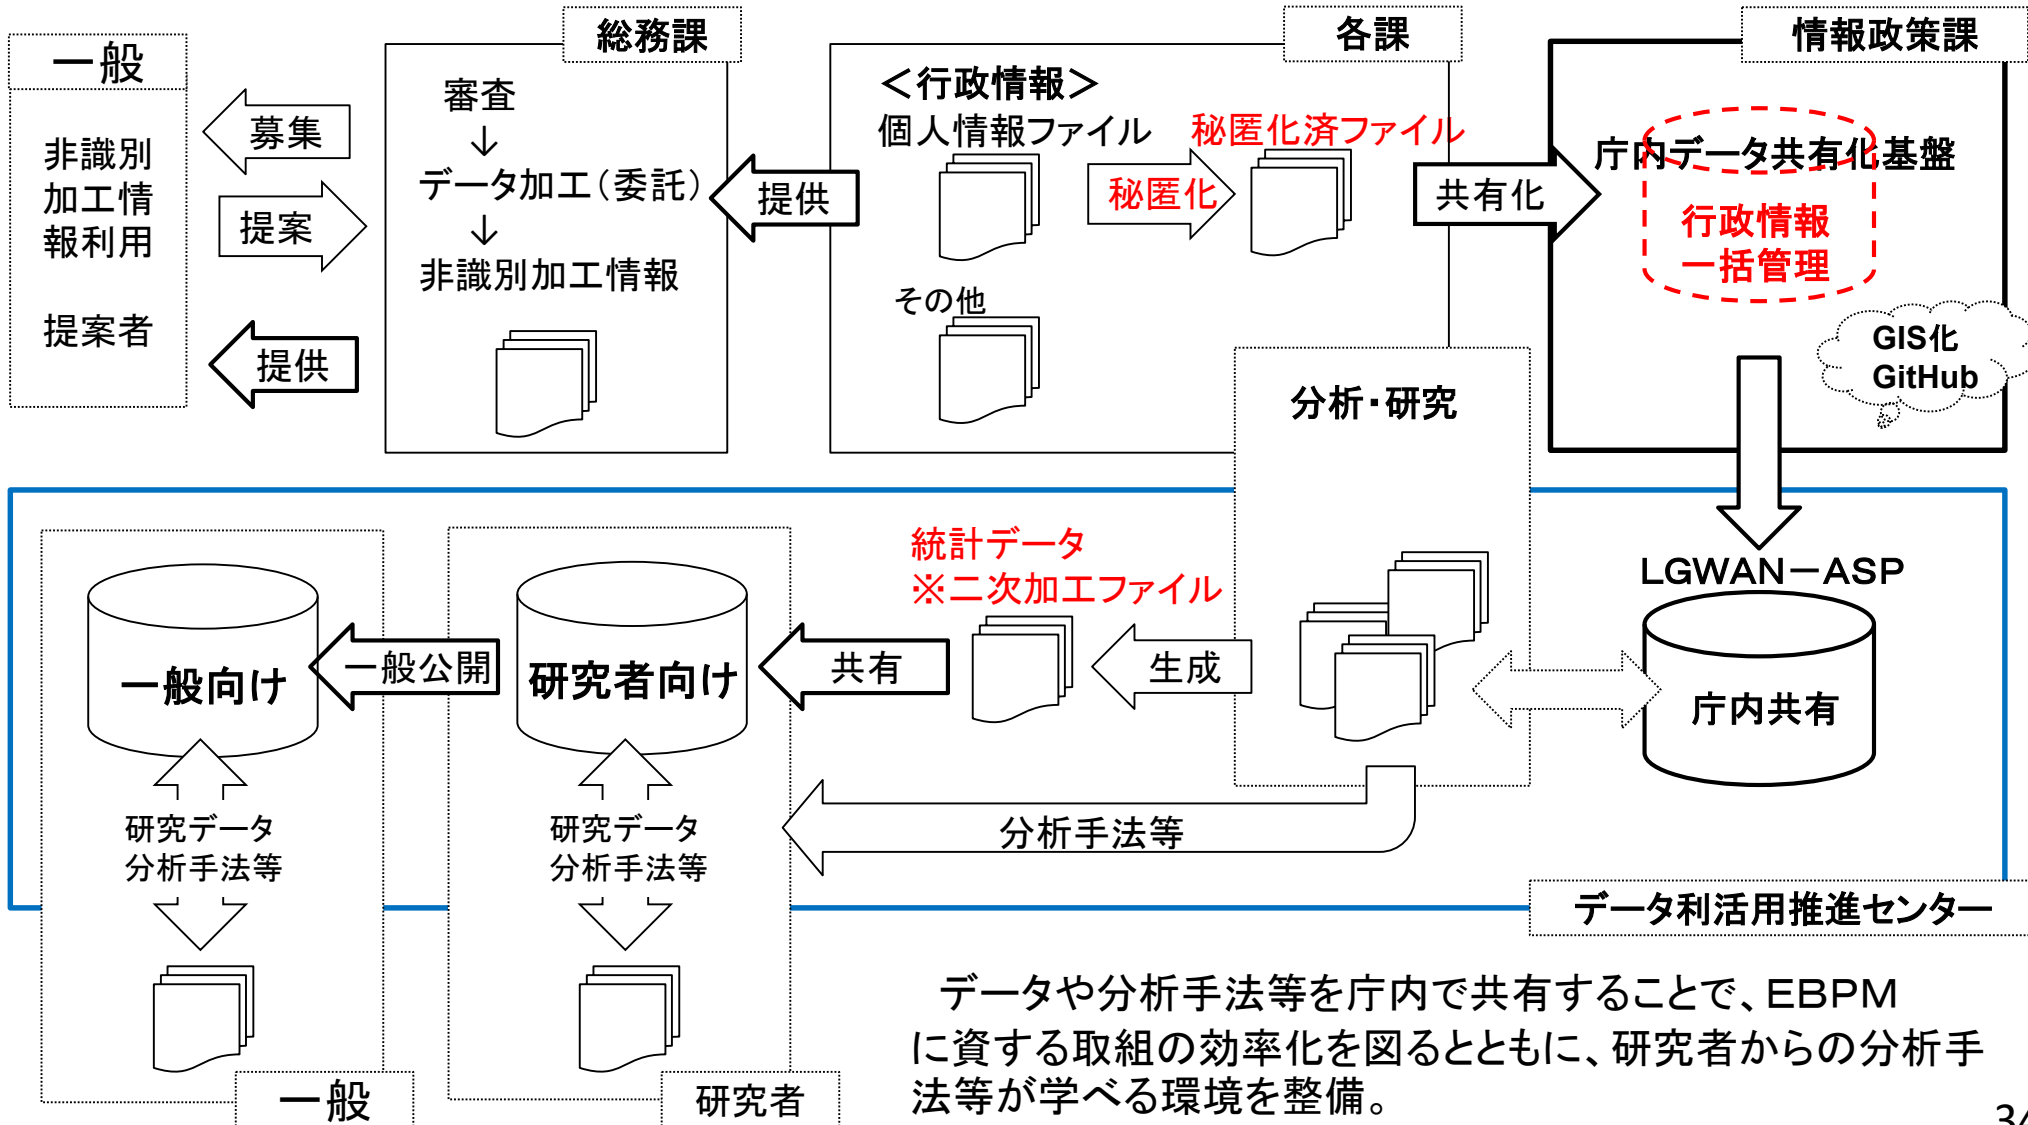 一般
非識別
加工情
報利用
提案者
募集
提案
提供
総務課
審査
↓
データ加工（委託）
↓
非識別加工情報
提供
各課
＜行政情報＞
個人情報ファイル
秘匿化
秘匿化済ファイル
その他
共有化
情報政策課
庁内データ共有化基盤
行政情報
一括管理
GIS化
GitHub
分析・研究
LGWAN－ASP
庁内共有
統計データ
※二次加工ファイル
生成
共有
研究者向け
一般公開
一般向け
研究データ
分析手法等
研究データ
分析手法等
分析手法等
データ利活用推進センター
一般
研究者
データや分析手法等を庁内で共有することで、EBPM
に資する取組の効率化を図るとともに、研究者からの分析手
法等が学べる環境を整備。
34